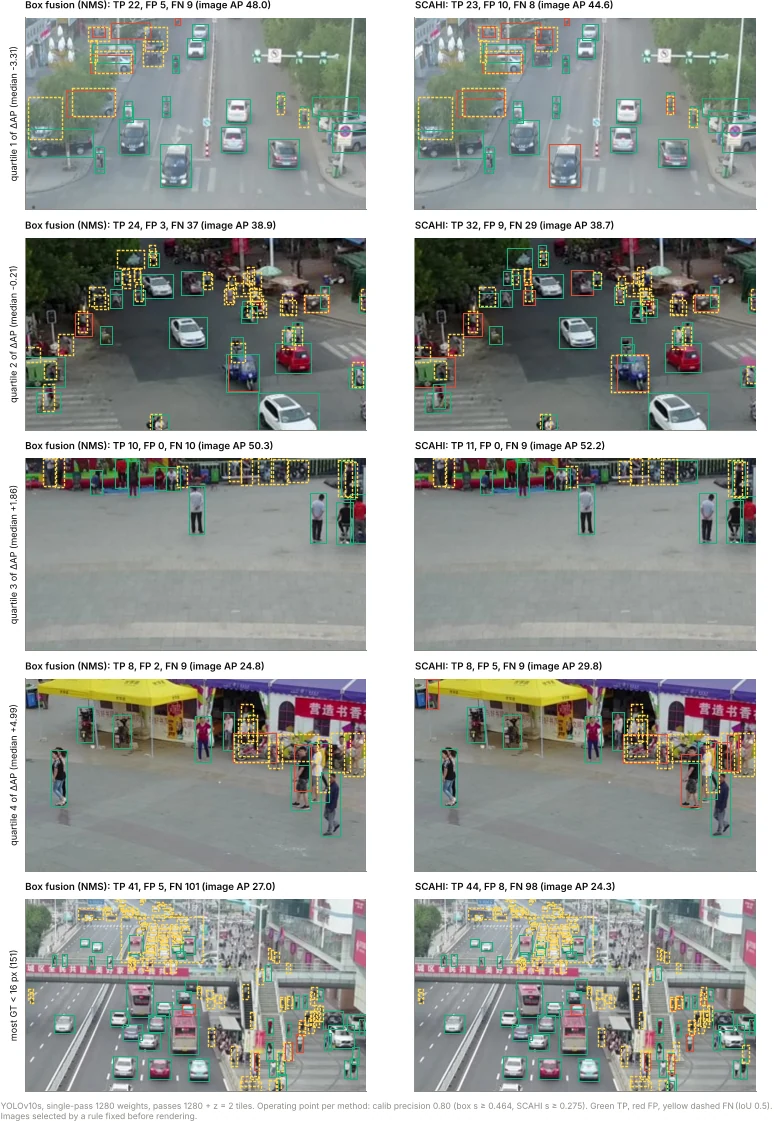 Box fusion (NMS): TP 22, FP 5, FN 9 (image AP 48.0)
SCAHI: TP 23, FP 10, FN 8 (image AP 44.6)
quartile 1 of ΔAP (median −3.31)
Box fusion (NMS): TP 24, FP 3, FN 37 (image AP 38.9)
SCAHI: TP 32, FP 9, FN 29 (image AP 38.7)
quartile 2 of ΔAP (median −0.21)
Box fusion (NMS): TP 10, FP 0, FN 10 (image AP 50.3)
SCAHI: TP 11, FP 0, FN 9 (image AP 52.2)
quartile 3 of ΔAP (median +1.86)
Box fusion (NMS): TP 8, FP 2, FN 9 (image AP 24.8)
SCAHI: TP 8, FP 5, FN 9 (image AP 29.8)
quartile 4 of ΔAP (median +4.99)
营造书香
营造书香
Box fusion (NMS): TP 41, FP 5, FN 101 (image AP 27.0)
SCAHI: TP 44, FP 8, FN 98 (image AP 24.3)
most GT < 16 px (151)
YOLOv10s, single-pass 1280 weights, passes 1280 + z = 2 tiles. Operating point per method: calib precision 0.80 (box s ≥ 0.464, SCAHI s ≥ 0.275). Green TP, red FP, yellow dashed FN (IoU 0.5).
Images selected by a rule fixed before rendering.